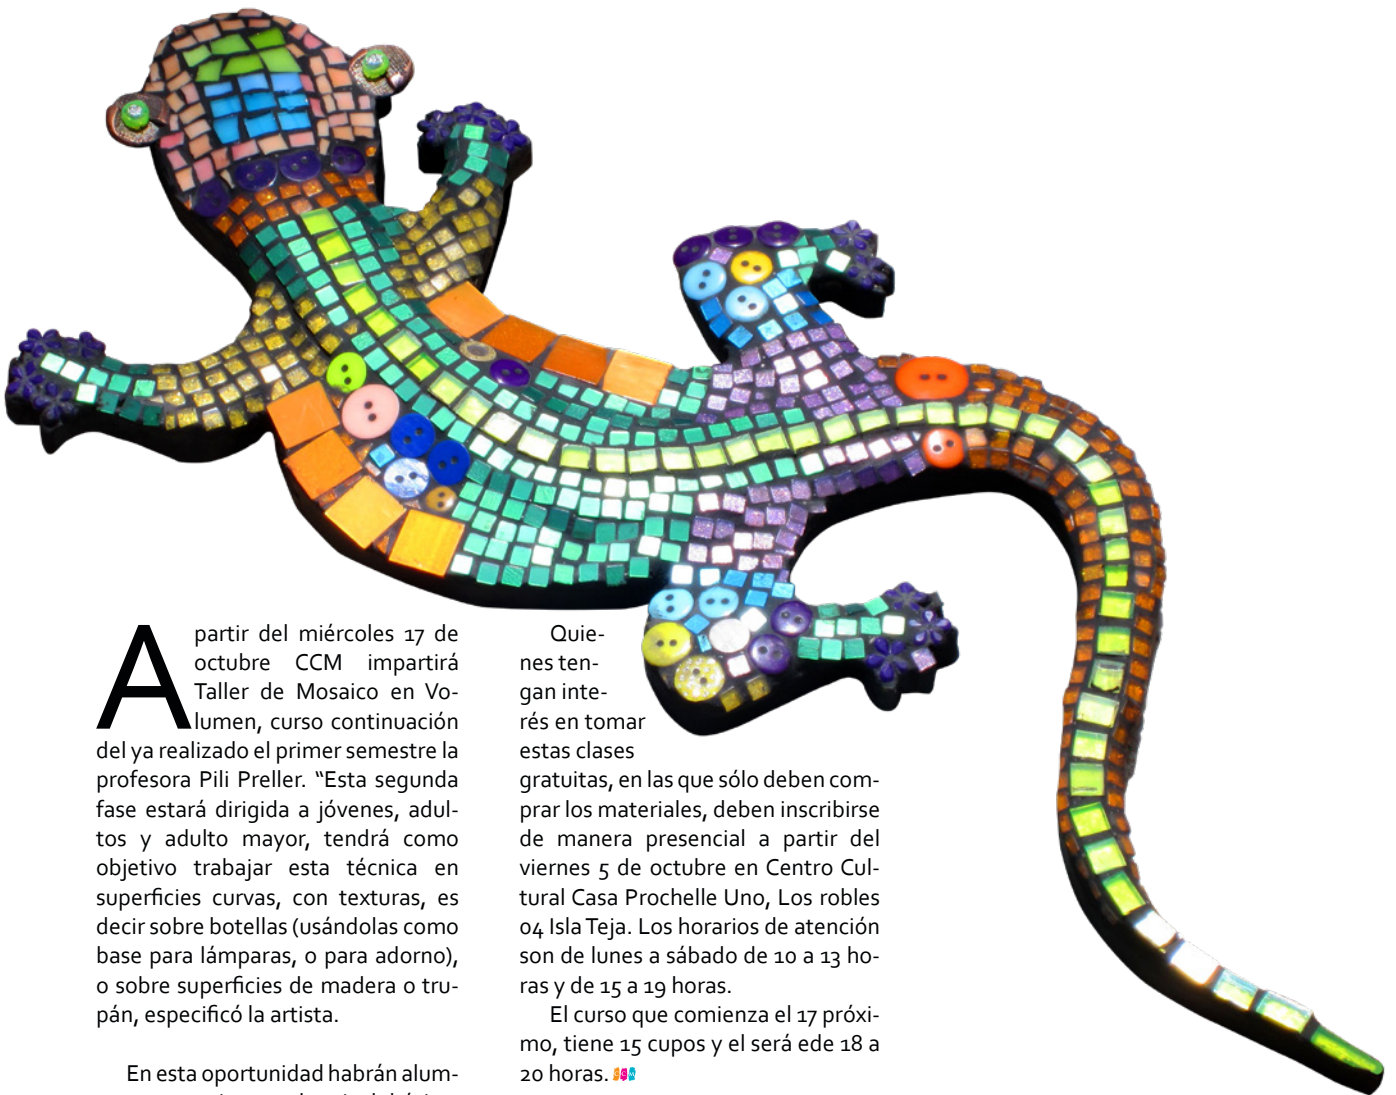 A partir del miércoles 17 de
octubre CCM impartirá
Taller de Mosaico en Vo-
lumen, curso continuación
del ya realizado el primer semestre la
profesora Pili Preller. “Esta segunda
fase estará dirigida a jóvenes, adul-
tos y adulto mayor, tendrá como
objetivo trabajar esta técnica en
superficies curvas, con texturas, es
decir sobre botellas (usándolas como
base para lámparas, o para adorno),
o sobre superficies de madera o tru-
pán, especificó la artista.
En esta oportunidad habrán alum-
Quie-
nes ten-
gan inte-
rés en tomar
estas clases
gratuitas, en las que sólo deben com-
prar los materiales, deben inscribirse
de manera presencial a partir del
viernes 5 de octubre en Centro Cul-
tural Casa Prochelle Uno, Los robles
04 Isla Teja. Los horarios de atención
son de lunes a sábado de 10 a 13 ho-
ras y de 15 a 19 horas.
El curso que comienza el 17 próxi-
mo, tiene 15 cupos y el será ede 18 a
20 horas.